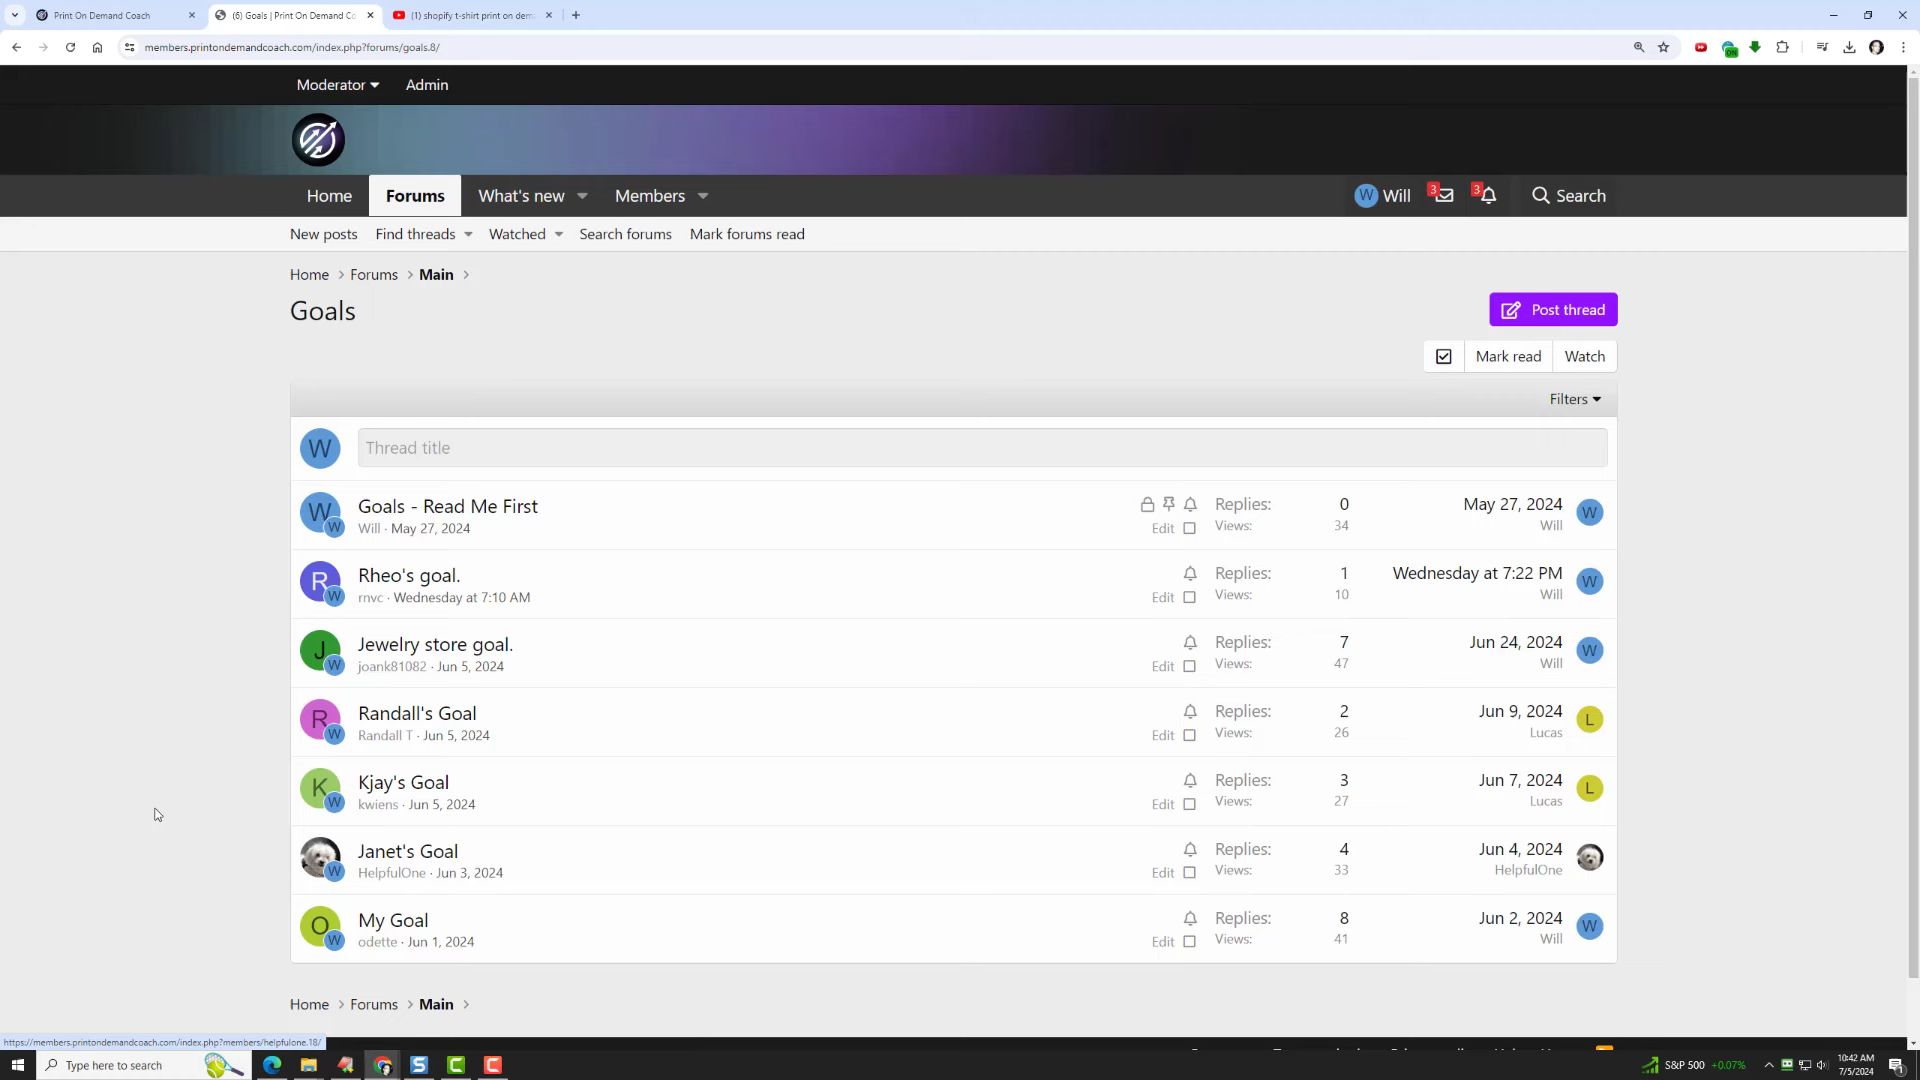 Print On Demand Coach
(6) Goals | Print On Demand Co
(1) shopify t-shirt print on dem
members.printondemandcoach.com/index.php?forums/goals.8/
ON
Moderator Admin
Home Forums What's new Members
W Will 3 3 Search
New posts Find threads Watched Search forums Mark forums read
Home > Forums > Main >
Goals
Post thread
Mark read Watch
Filters
W Thread title
W W Goals - Read Me First Replies: 0 May 27, 2024 W
Will · May 27, 2024 Edit Views: 34 Will
R W Rheo's goal. Replies: 1 Wednesday at 7:22 PM W
rnvc · Wednesday at 7:10 AM Edit Views: 10 Will
J W Jewelry store goal. Replies: 7 Jun 24, 2024 W
joank81082 · Jun 5, 2024 Edit Views: 47 Will
R W Randall's Goal Replies: 2 Jun 9, 2024 L
Randall T · Jun 5, 2024 Edit Views: 26 Lucas
K W Kjay's Goal Replies: 3 Jun 7, 2024 L
kwiens · Jun 5, 2024 Edit Views: 27 Lucas
W Janet's Goal Replies: 4 Jun 4, 2024
HelpfulOne · Jun 3, 2024 Edit Views: 33 HelpfulOne
O W My Goal Replies: 8 Jun 2, 2024 W
odette · Jun 1, 2024 Edit Views: 41 Will
Home > Forums > Main >
https://members.printondemandcoach.com/index.php?members/helpfulone.18/
Type here to search
S C C
S&P 500 +0.07%
10:42 AM
7/5/2024